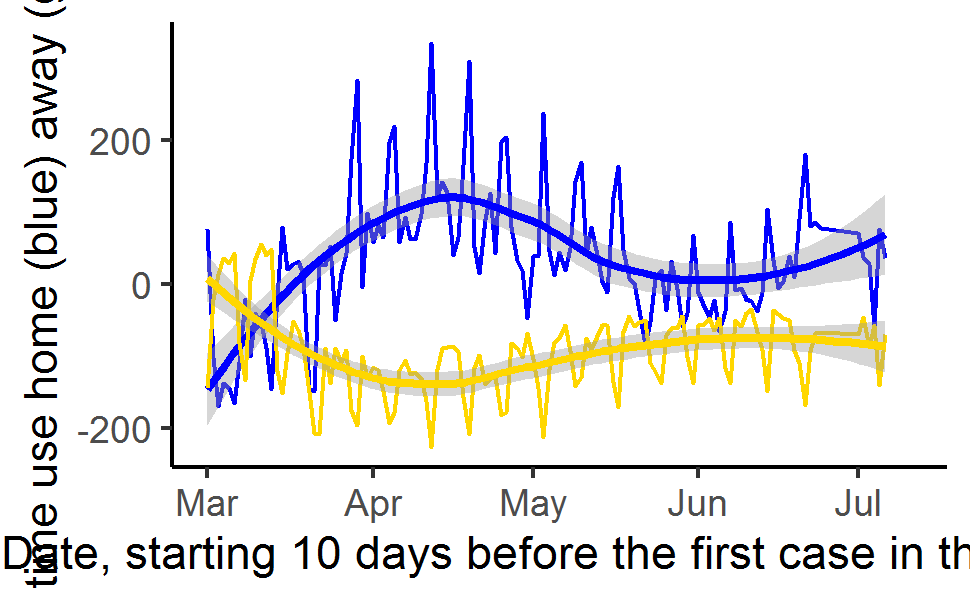 time use home (blue) away (
200
0
-200
Mar Apr May Jun Jul
Date, starting 10 days before the first case in th